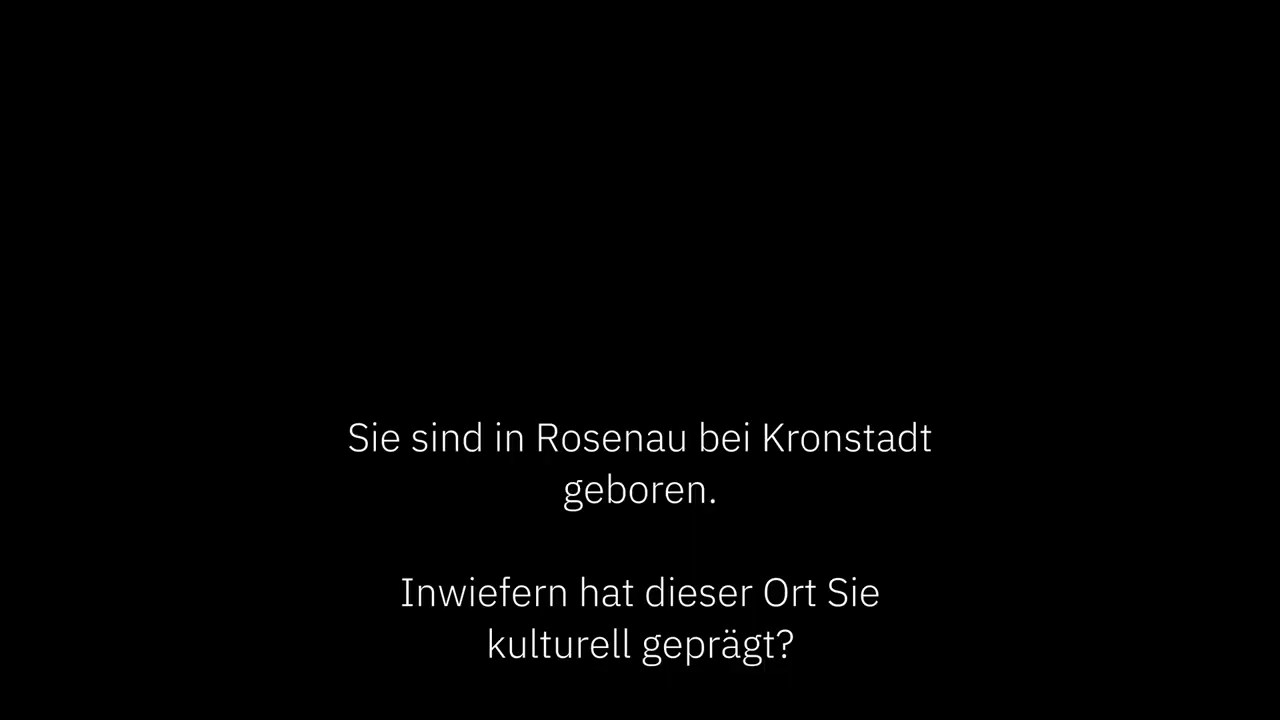 Sie sind in Rosenau bei Kronstadt
geboren.
Inwiefern hat dieser Ort Sie
kulturell geprägt?